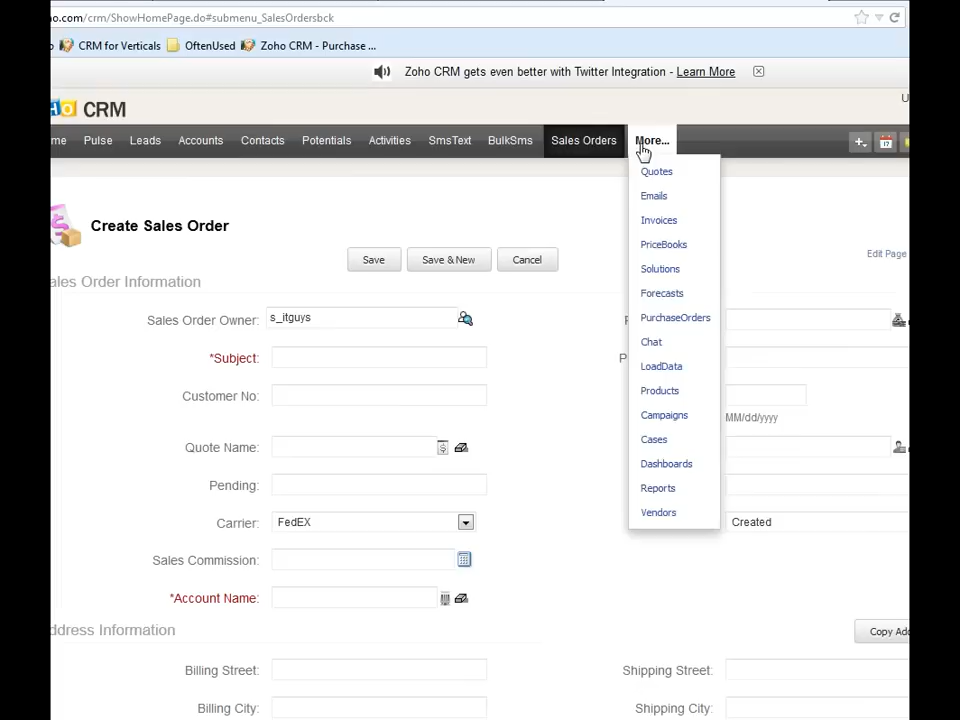 o.com/crm/ShowHomePage.do#submenu_SalesOrdersbck
CRM for Verticals OftenUsed Zoho CRM - Purchase ...
Zoho CRM gets even better with Twitter Integration - Learn More
HO CRM
U
me Pulse Leads Accounts Contacts Potentials Activities SmsText BulkSms Sales Orders More...
17
Quotes
Emails
Invoices
PriceBooks
Solutions
Forecasts
PurchaseOrders
Chat
LoadData
Products
Campaigns
Cases
Dashboards
Reports
Vendors
Create Sales Order
Save Save & New Cancel
Edit Page
ales Order Information
Sales Order Owner: s_itguys
*Subject: P
Customer No:
MM/dd/yyyy
Quote Name:
Pending:
Carrier: FedEX Created
Sales Commission:
*Account Name:
ddress Information Copy Add
Billing Street: Shipping Street:
Billing City: Shipping City: